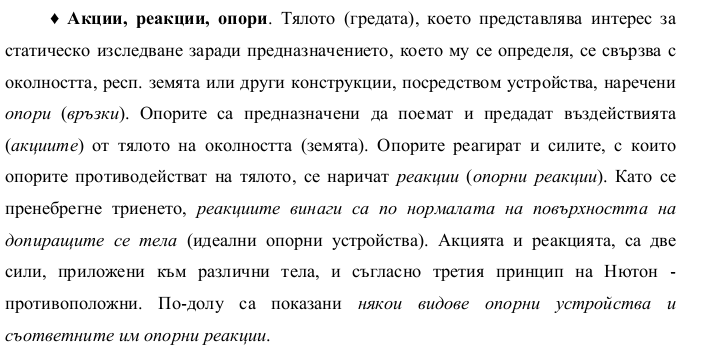 ♦ Акции, реакции, опори. Тялото (гредата), което представлява интерес за
статическо изследване заради предназначението, което му се определя, се свързва с
околността, респ. земята или други конструкции, посредством устройства, наречени
опори (връзки). Опорите са предназначени да поемат и предадат въздействията
(акциите) от тялото на околността (земята). Опорите реагират и силите, с които
опорите противодействат на тялото, се наричат реакции (опорни реакции). Като се
пренебрегне триенето, реакциите винаги са по нормалата на повърхността на
допиращите се тела (идеални опорни устройства). Акцията и реакцията, са две
сили, приложени към различни тела, и съгласно третия принцип на Нютон -
противоположни. По-долу са показани някои видове опорни устройства и
съответните им опорни реакции.